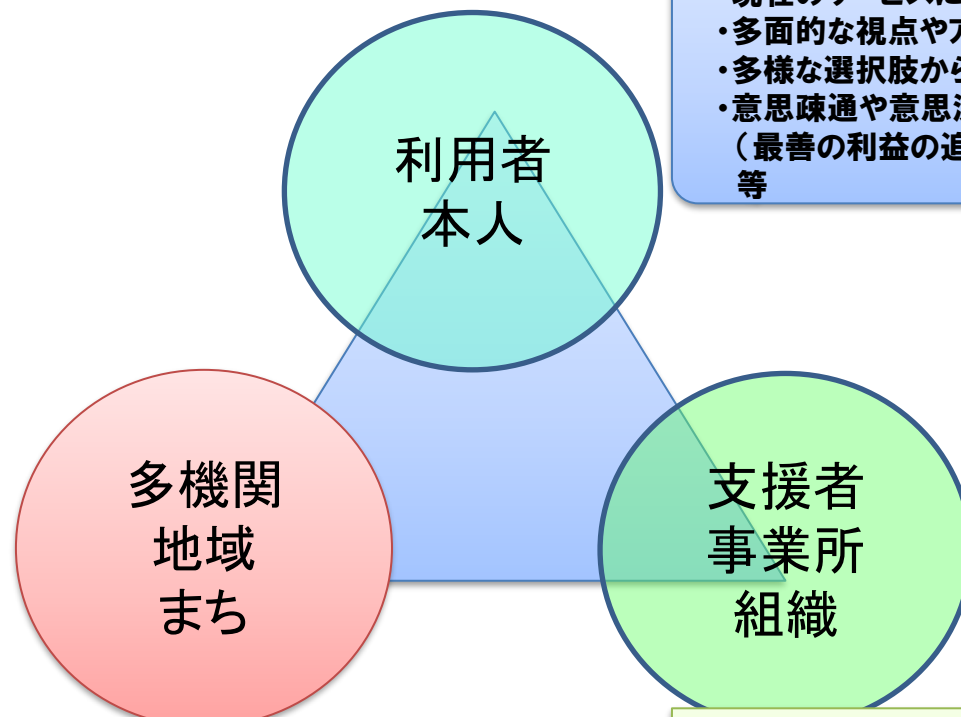 ・多面的な視点や
・多様な選択肢から
・意思疎通や意思
（最善の利益の追
等
利用者
本人
多機関
地域
まち
支援者
事業所
組織